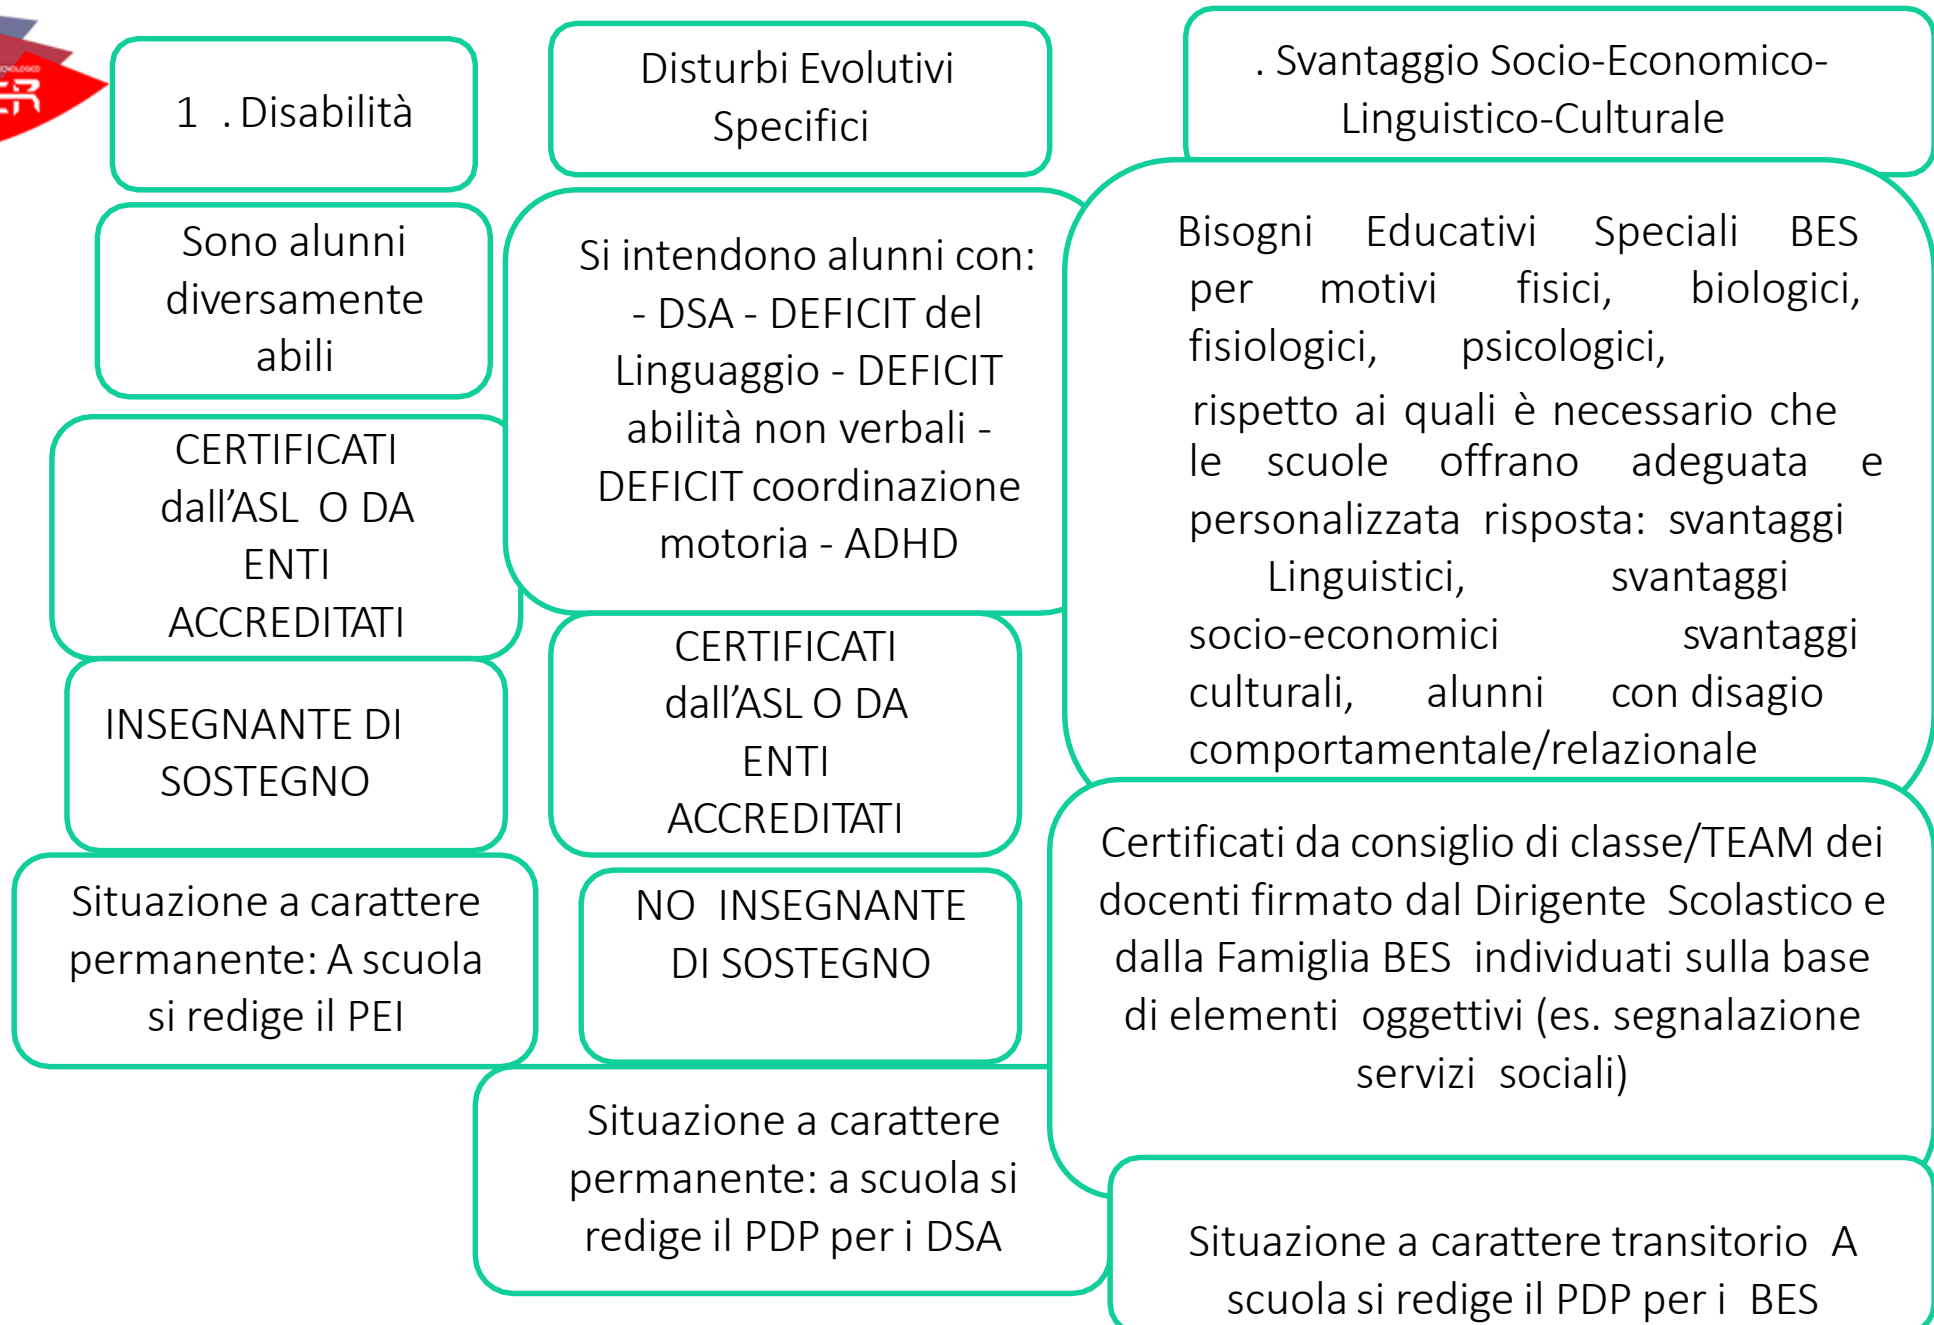 1 . Disabilità
Sono alunni
diversamente
abili
CERTIFICATI
dall’ASL O DA
ENTI
ACCREDITATI
INSEGNANTE DI
SOSTEGNO
Situazione a carattere
permanente: A scuola
si redige il PEI
Disturbi Evolutivi
Specifici
Si intendono alunni con:
- DSA - DEFICIT del
Linguaggio - DEFICIT
abilità non verbali -
DEFICIT coordinazione
motoria - ADHD
CERTIFICATI
dall’ASL O DA
ENTI
ACCREDITATI
NO INSEGNANTE
DI SOSTEGNO
Situazione a carattere
permanente: a scuola si
redige il PDP per i DSA
. Svantaggio Socio-Economico-
Linguistico-Culturale
Bisogni Educativi Speciali BES
per motivi fisici, biologici,
fisiologici, psicologici,
rispetto ai quali è necessario che
le scuole offrano adeguata e
personalizzata risposta: svantaggi
Linguistici, svantaggi
socio-economici svantaggi
culturali, alunni con disagio
comportamentale/relazionale
Certificati da consiglio di classe/TEAM dei
docenti firmato dal Dirigente Scolastico e
dalla Famiglia BES individuati sulla base
di elementi oggettivi (es. segnalazione
servizi sociali)
Situazione a carattere transitorio A
scuola si redige il PDP per i BES